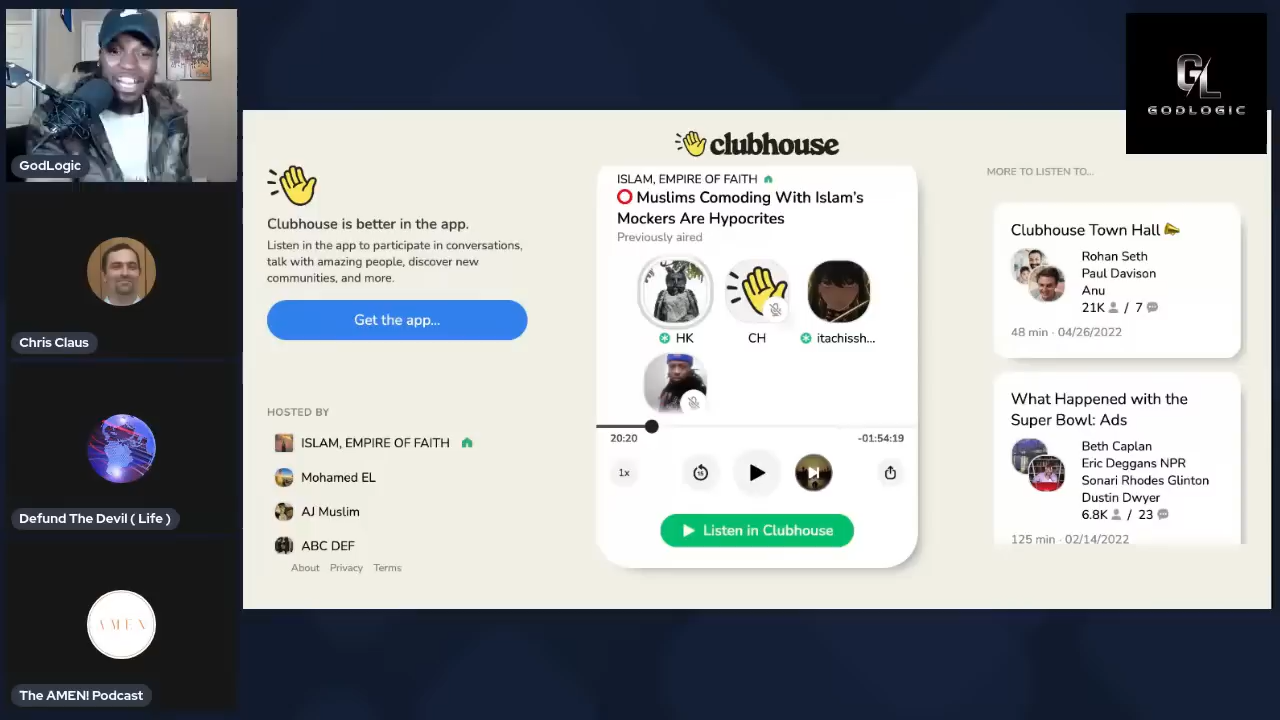 GodLogic
Chris Claus
Defund The Devil ( Life )
The AMEN! Podcast
AMEN
Clubhouse is better in the app.
Listen in the app to participate in conversations,
talk with amazing people, discover new
communities, and more.
Get the app...
HOSTED BY
ISLAM, EMPIRE OF FAITH
Mohamed EL
AJ Muslim
ABC DEF
About Privacy Terms
clubhouse
ISLAM, EMPIRE OF FAITH
Muslims Comoding With Islam's
Mockers Are Hypocrites
Previously aired
HK
CH
itachissh...
20:20
-01:54:19
1x
15
Listen in Clubhouse
GL
GODLOGIC
MORE TO LISTEN TO...
Clubhouse Town Hall
Rohan Seth
Paul Davison
Anu
21K / 7
48 min · 04/26/2022
What Happened with the
Super Bowl: Ads
Beth Caplan
Eric Deggans NPR
Sonari Rhodes Glinton
Dustin Dwyer
6.8K / 23
125 min · 02/14/2022